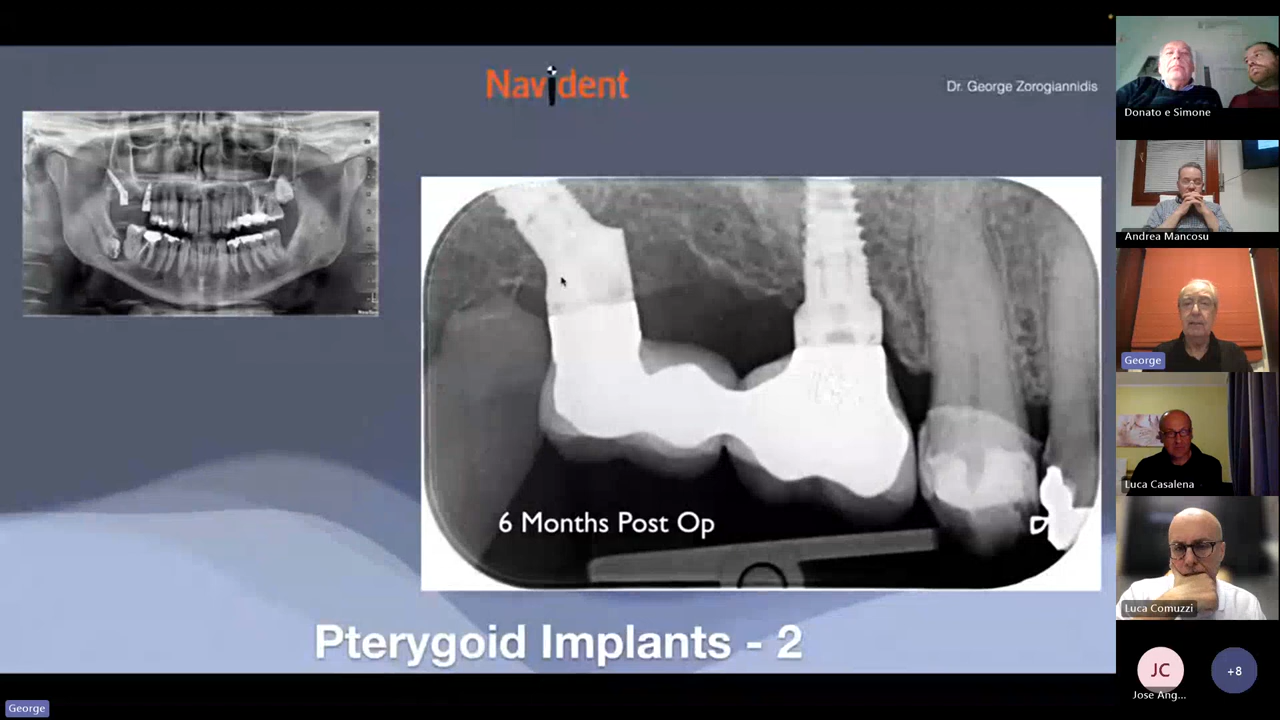 Navident
Dr. George Zorogiannidis
6 Months Post Op
Pterygoid Implants - 2
George
Donato e Simone
Andrea Mancosu
George
Luca Casalena
Luca Comuzzi
JC
Jose Ang...
+8